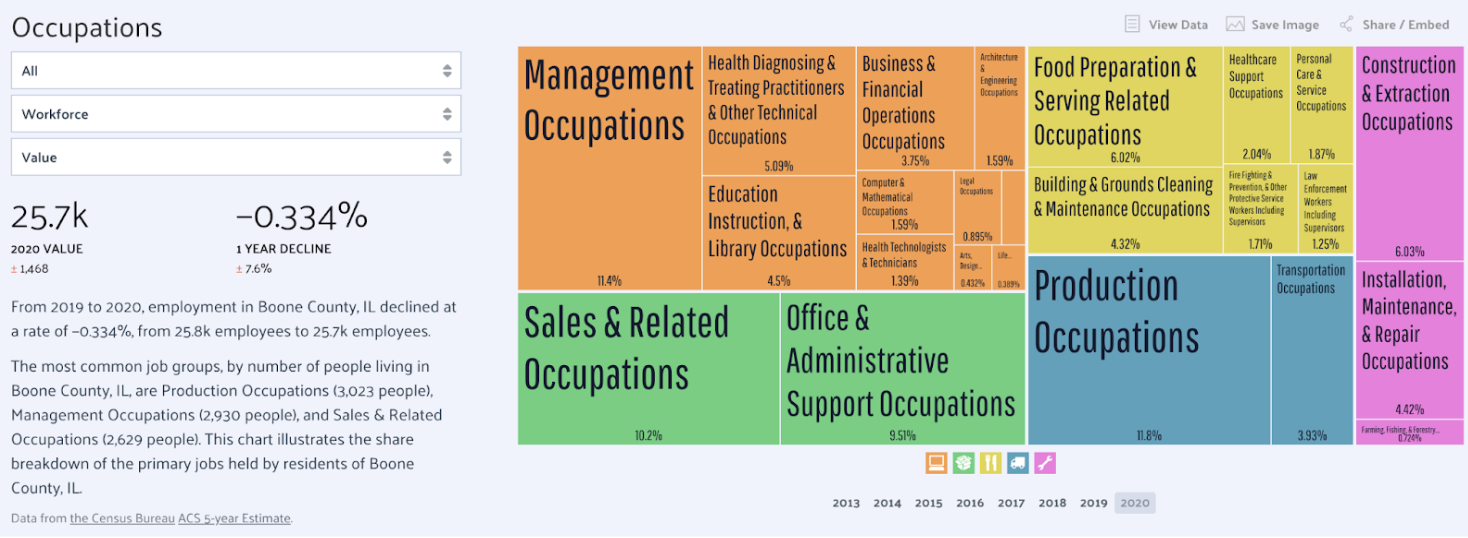 Occupations
View Data
Save Image
Share / Embed
All
Workforce
Value
25.7k
2020 VALUE
± 1,468
−0.334%
1 YEAR DECLINE
± 7.6%
From 2019 to 2020, employment in Boone County, IL declined at
a rate of −0.334%, from 25.8k employees to 25.7k employees.
The most common job groups, by number of people living in
Boone County, IL, are Production Occupations (3,023 people),
Management Occupations (2,930 people), and Sales & Related
Occupations (2,629 people). This chart illustrates the share
breakdown of the primary jobs held by residents of Boone
County, IL.
Data from the Census Bureau ACS 5-year Estimate.
Management
Occupations
11.4%
Health Diagnosing &
Treating Practitioners
& Other Technical
Occupations
5.09%
Education
Instruction, &
Library Occupations
4.5%
Business &
Financial
Operations
Occupations
3.75%
Architecture
&
Engineering
Occupations
1.59%
Computer &
Mathematical
Occupations
1.59%
Health Technologists
& Technicians
1.39%
Legal
Occupations
0.895%
Arts,
Design...
0.432%
Life...
0.389%
Sales & Related
Occupations
10.2%
Office &
Administrative
Support Occupations
9.51%
Food Preparation &
Serving Related
Occupations
6.02%
Healthcare
Support
Occupations
2.04%
Personal
Care &
Service
Occupations
1.87%
Building & Grounds Cleaning
& Maintenance Occupations
4.32%
Fire Fighting &
Prevention, & Other
Protective Service
Workers Including
Supervisors
1.71%
Law
Enforcement
Workers
Including
Supervisors
1.25%
Production
Occupations
11.8%
Transportation
Occupations
3.93%
Construction
& Extraction
Occupations
6.03%
Installation,
Maintenance,
& Repair
Occupations
4.42%
Farming, Fishing, & Forestry...
0.724%
2013 2014 2015 2016 2017 2018 2019 2020